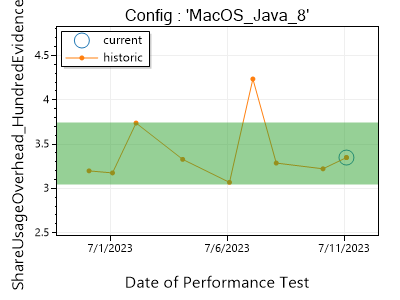 Config : 'MacOS_Java_8'
current
historic
ShareUsageOverhead_HundredEvidence
4.5
4
3.5
3
2.5
7/1/2023
7/6/2023
7/11/2023
Date of Performance Test